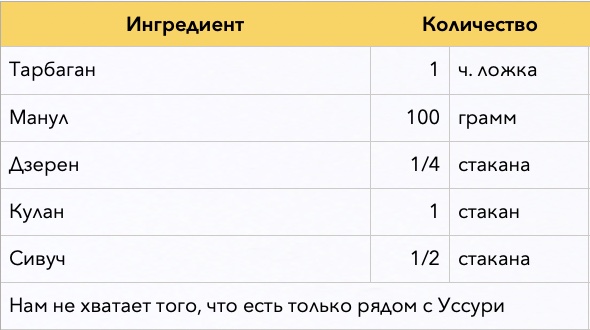 Ингредиент Количество
Тарбаган 1 ч. ложка
Манул 100 грамм
Дзерен 1/4 стакана
Кулан 1 стакан
Сивуч 1/2 стакана
Нам не хватает того, что есть только рядом с Уссури